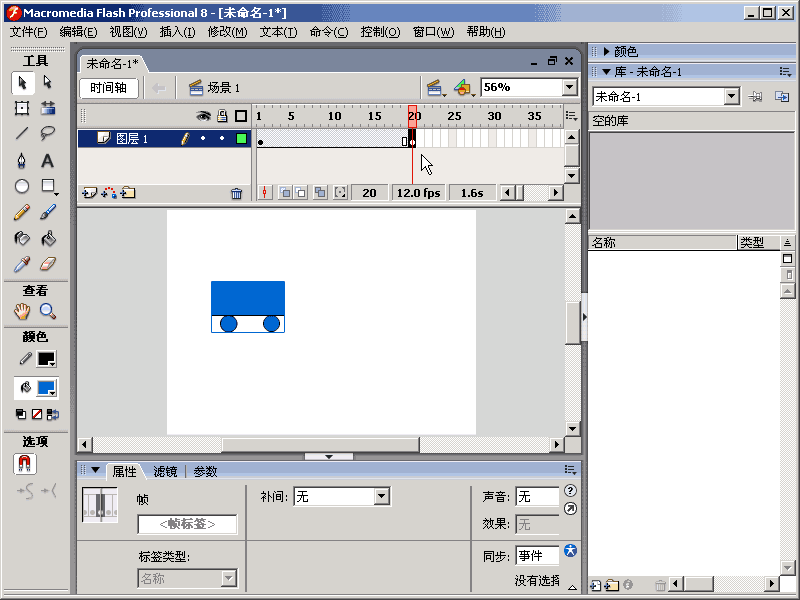 Macromedia Flash Professional 8 - [未命名-1*]
文件(F) 编辑(E) 视图(V) 插入(I) 修改(M) 文本(T) 命令(C) 控制(O) 窗口(W) 帮助(H)
工具
查看
颜色
选项
未命名-1*
时间轴 场景 1 56%
1 5 10 15 20 25 30 35
图层 1
20 12.0 fps 1.6s
属性 滤镜 参数
帧
<帧标签>
标签类型:
名称
补间: 无
声音: 无
效果: 无
同步: 事件
没有选择
颜色
库 - 未命名-1
未命名-1
空的库
名称 类型